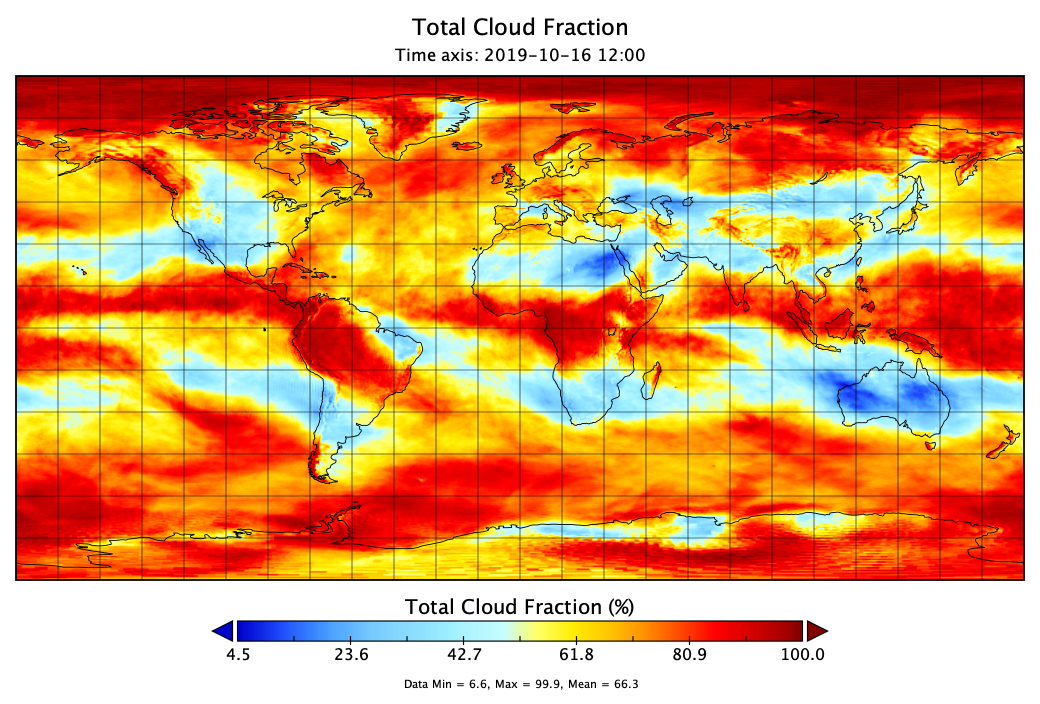 Total Cloud Fraction
Time axis: 2019-10-16 12:00
Total Cloud Fraction (%)
4.5 23.6 42.7 61.8 80.9 100.0
Data Min = 6.6, Max = 99.9, Mean = 66.3